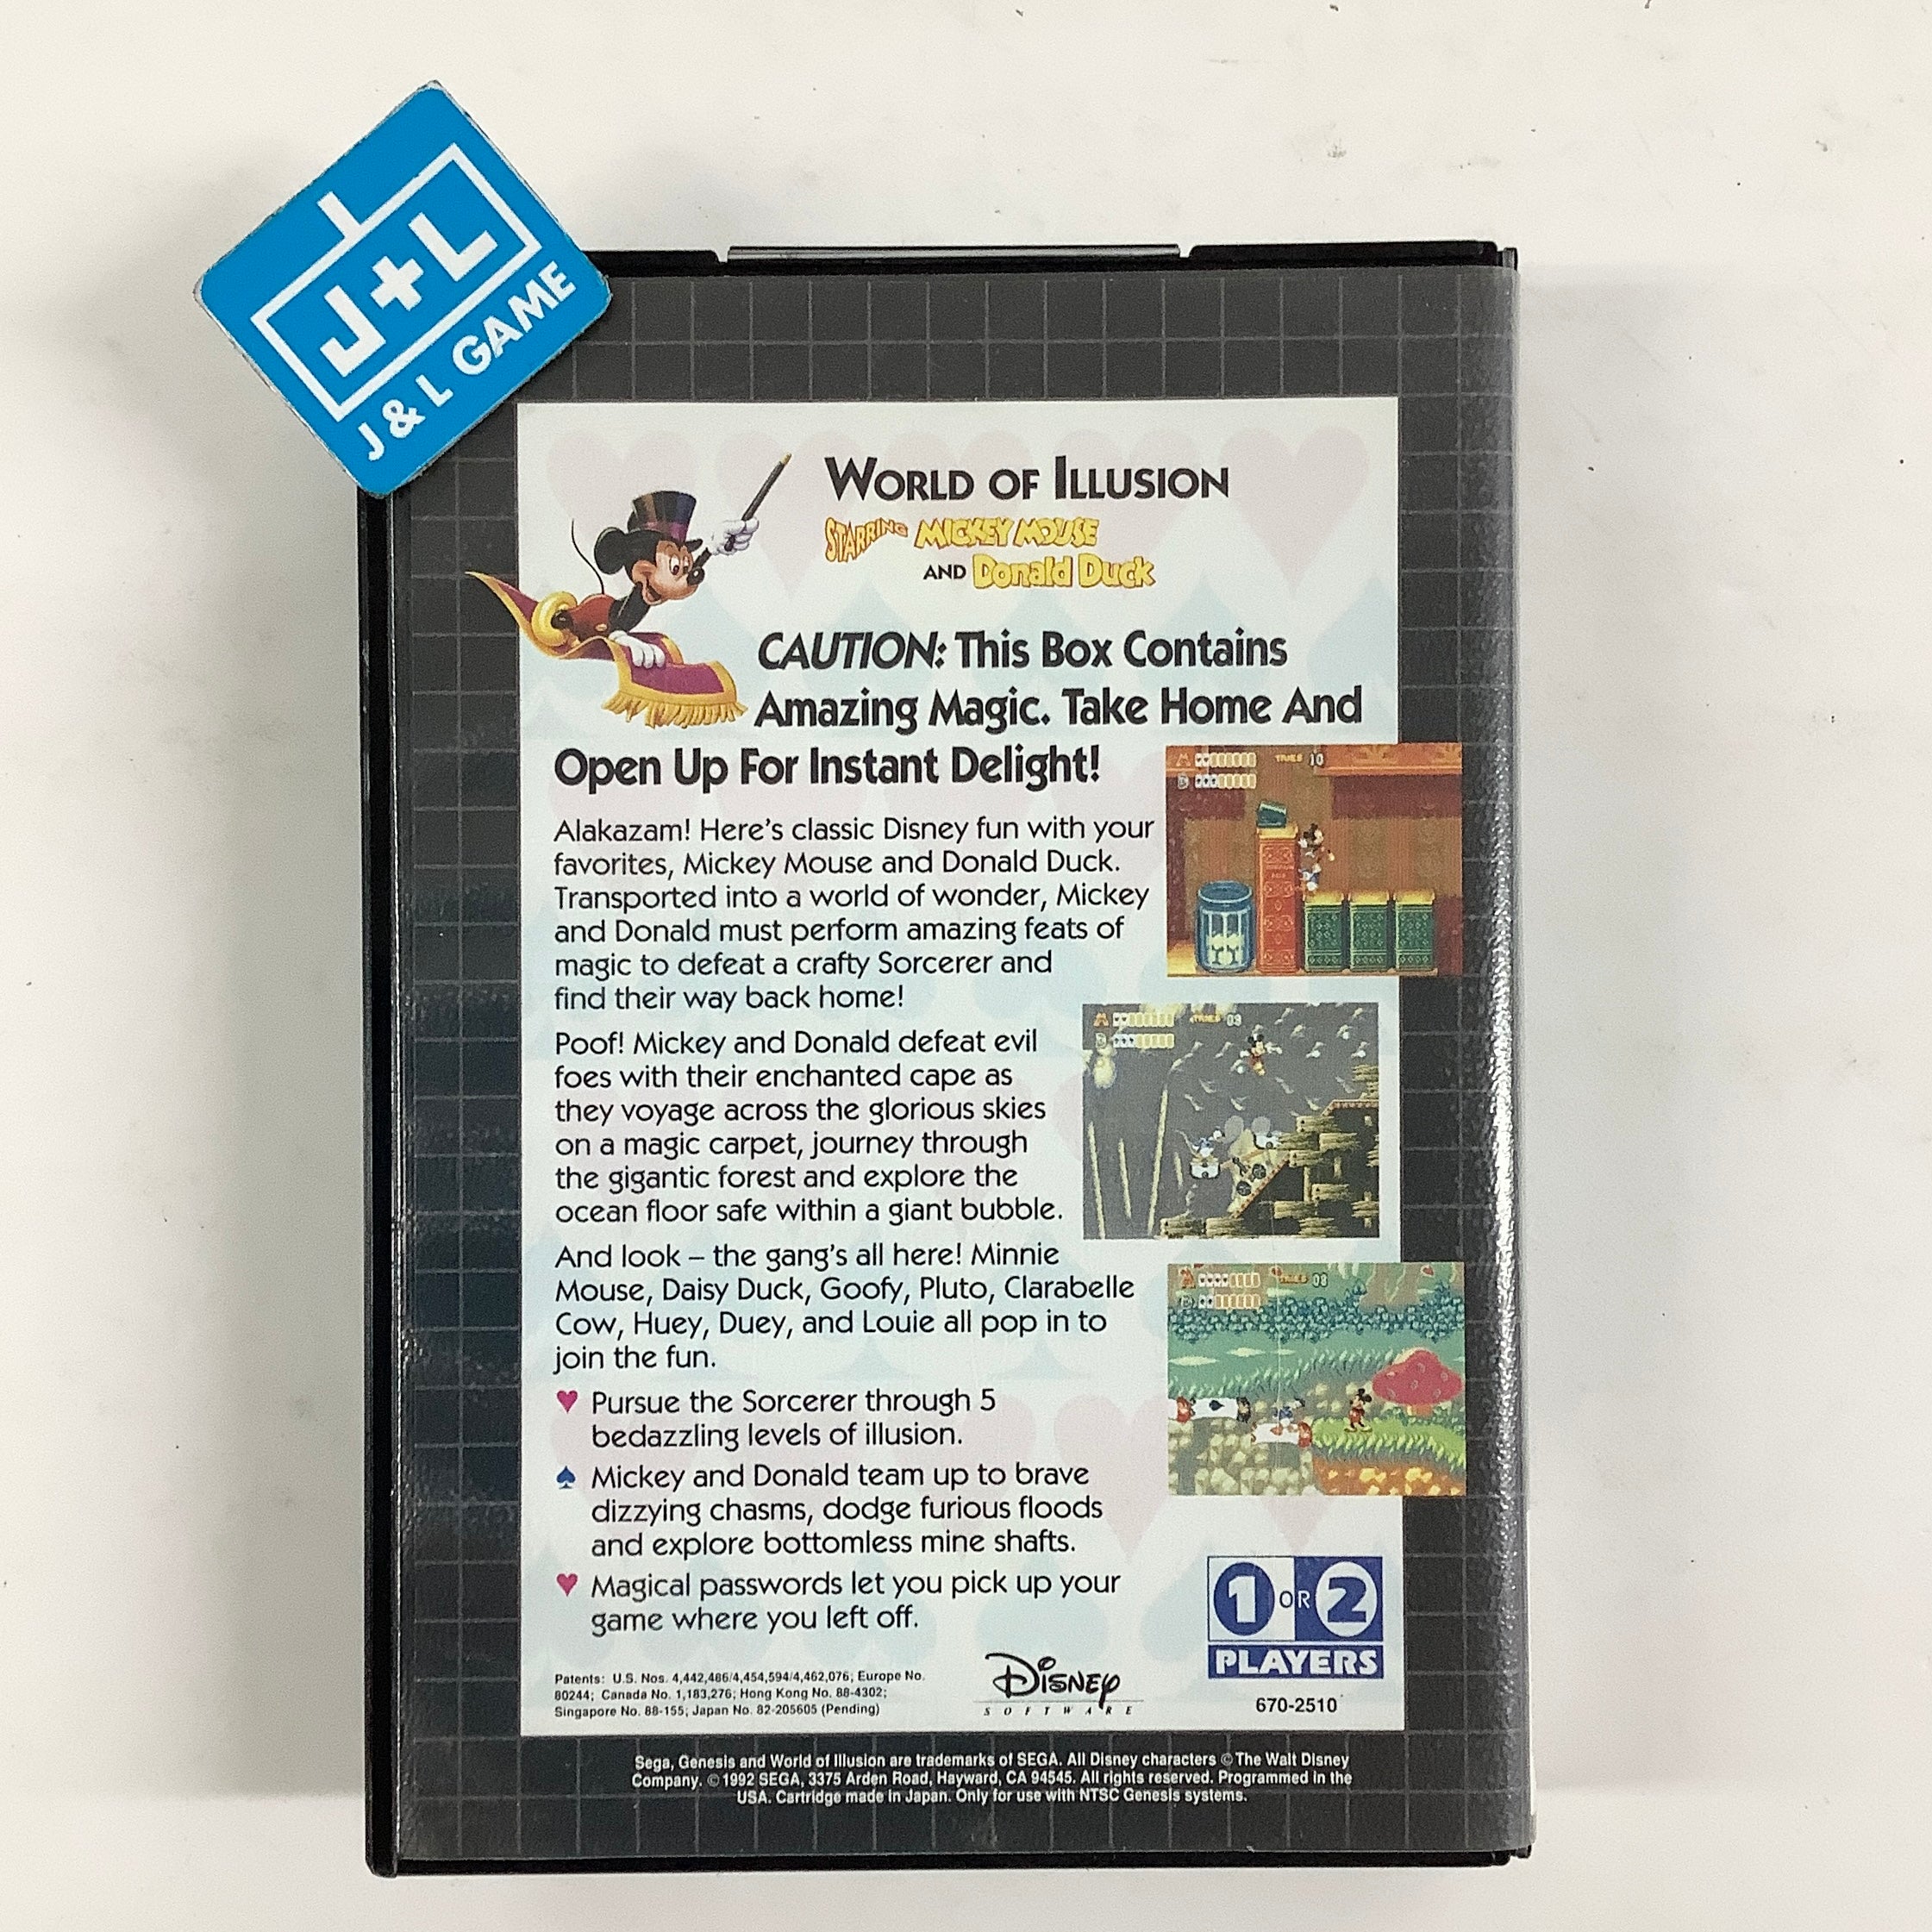 J+L
J & L GAME
WORLD OF ILLUSION
STARRING MICKEY MOUSE
AND Donald Duck
CAUTION: This Box Contains
Amazing Magic. Take Home And
Open Up For Instant Delight!
Alakazam! Here's classic Disney fun with your
favorites, Mickey Mouse and Donald Duck.
Transported into a world of wonder, Mickey
and Donald must perform amazing feats of
magic to defeat a crafty Sorcerer and
find their way back home!
TRIES 10
Poof! Mickey and Donald defeat evil
foes with their enchanted cape as
they voyage across the glorious skies
on a magic carpet, journey through
the gigantic forest and explore the
ocean floor safe within a giant bubble.
TRIES 09
And look – the gang's all here! Minnie
Mouse, Daisy Duck, Goofy, Pluto, Clarabelle
Cow, Huey, Duey, and Louie all pop in to
join the fun.
TRIES 08
♥ Pursue the Sorcerer through 5
bedazzling levels of illusion.
♠ Mickey and Donald team up to brave
dizzying chasms, dodge furious floods
and explore bottomless mine shafts.
♥ Magical passwords let you pick up your
game where you left off.
1 OR 2
PLAYERS
670-2510
Patents: U.S. Nos. 4,442,486/4,454,594/4,462,076; Europe No.
80244; Canada No. 1,183,276; Hong Kong No. 88-4302;
Singapore No. 88-155; Japan No. 82-205605 (Pending)
Disney
SOFTWARE
Sega, Genesis and World of Illusion are trademarks of SEGA. All Disney characters © The Walt Disney
Company. © 1992 SEGA, 3375 Arden Road, Hayward, CA 94545. All rights reserved. Programmed in the
USA. Cartridge made in Japan. Only for use with NTSC Genesis systems.